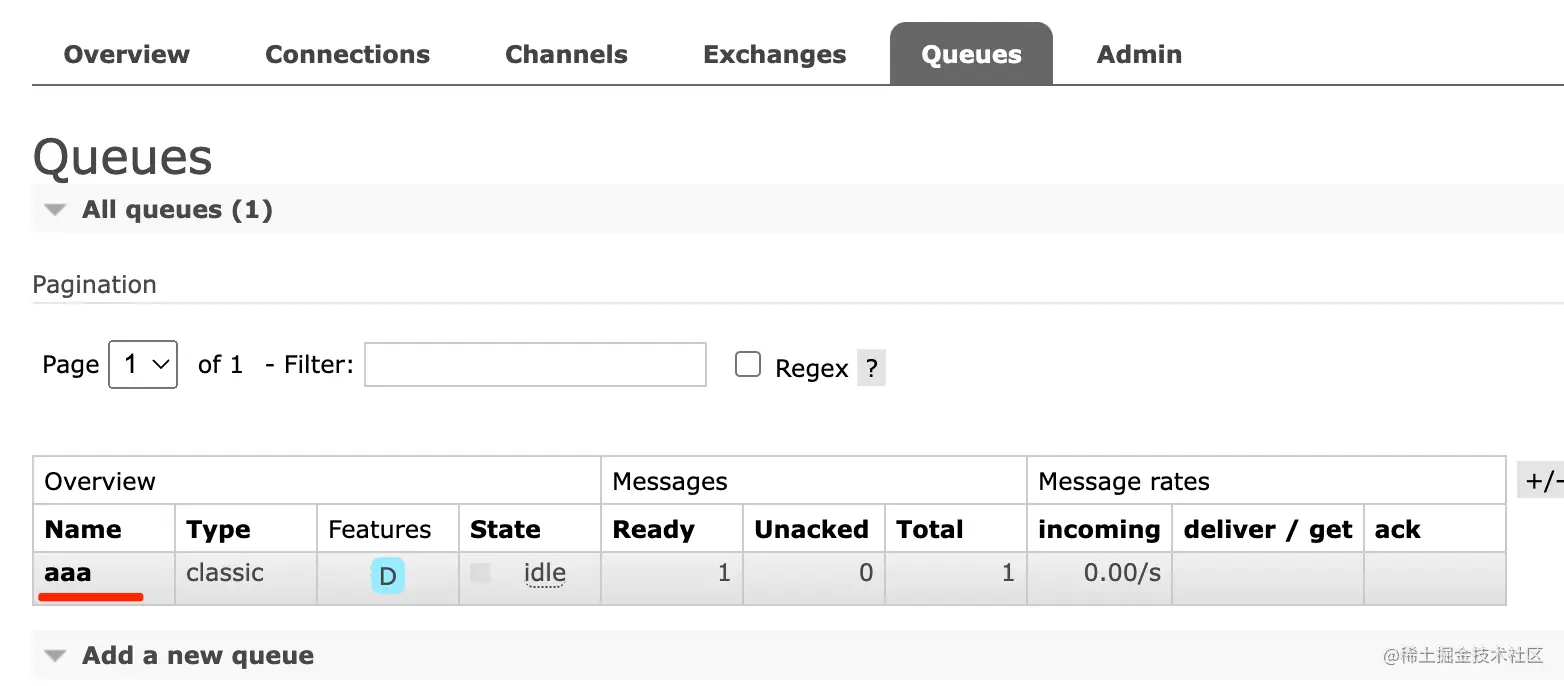 Overview Connections Channels Exchanges Queues Admin
Queues
All queues (1)
Pagination
Page 1 of 1 - Filter: Regex ?
Overview Messages Message rates +/-
Name Type Features State Ready Unacked Total incoming deliver / get ack
aaa classic D idle 1 0 1 0.00/s
Add a new queue
@稀土掘金技术社区